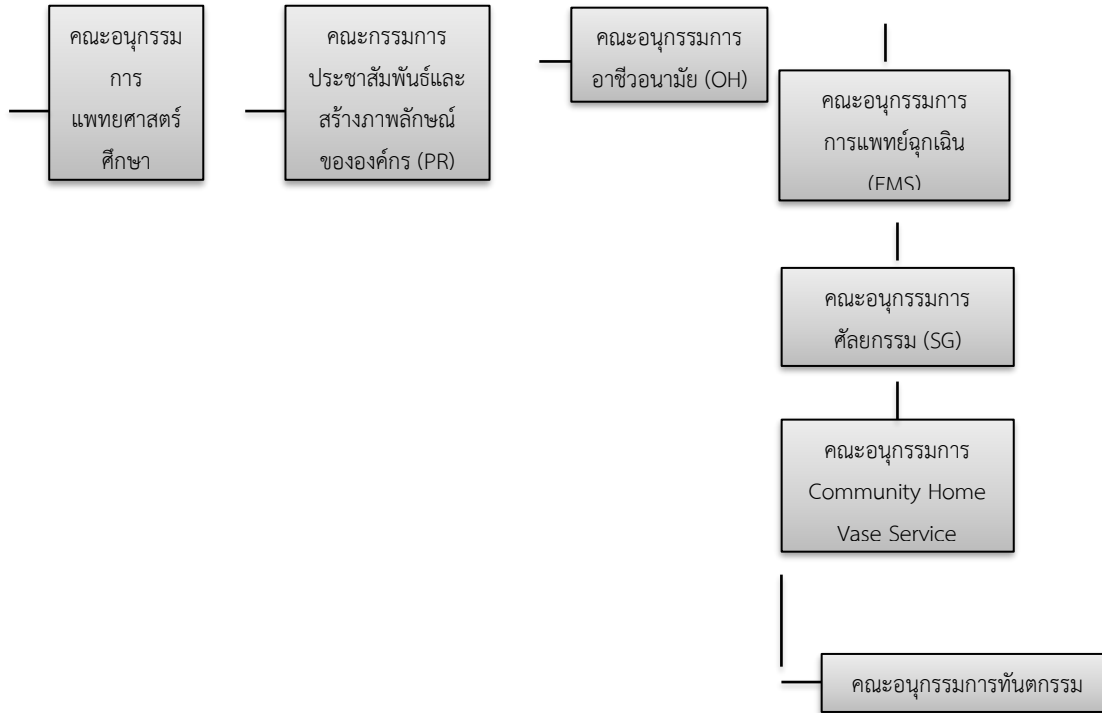 คณะอนุกรรม
การ
แพทยศาสตร์
ศึกษา
คณะกรรมการ
ประชาสัมพันธ์และ
สร้างภาพลักษณ์
ขององค์กร (PR)
คณะอนุกรรมการ
อาชีวอนามัย (OH)
คณะอนุกรรมการ
การแพทย์ฉุกเฉิน
(EMS)
คณะอนุกรรมการ
ศัลยกรรม (SG)
คณะอนุกรรมการ
Community Home
Vase Service
คณะอนุกรรมการทันตกรรม